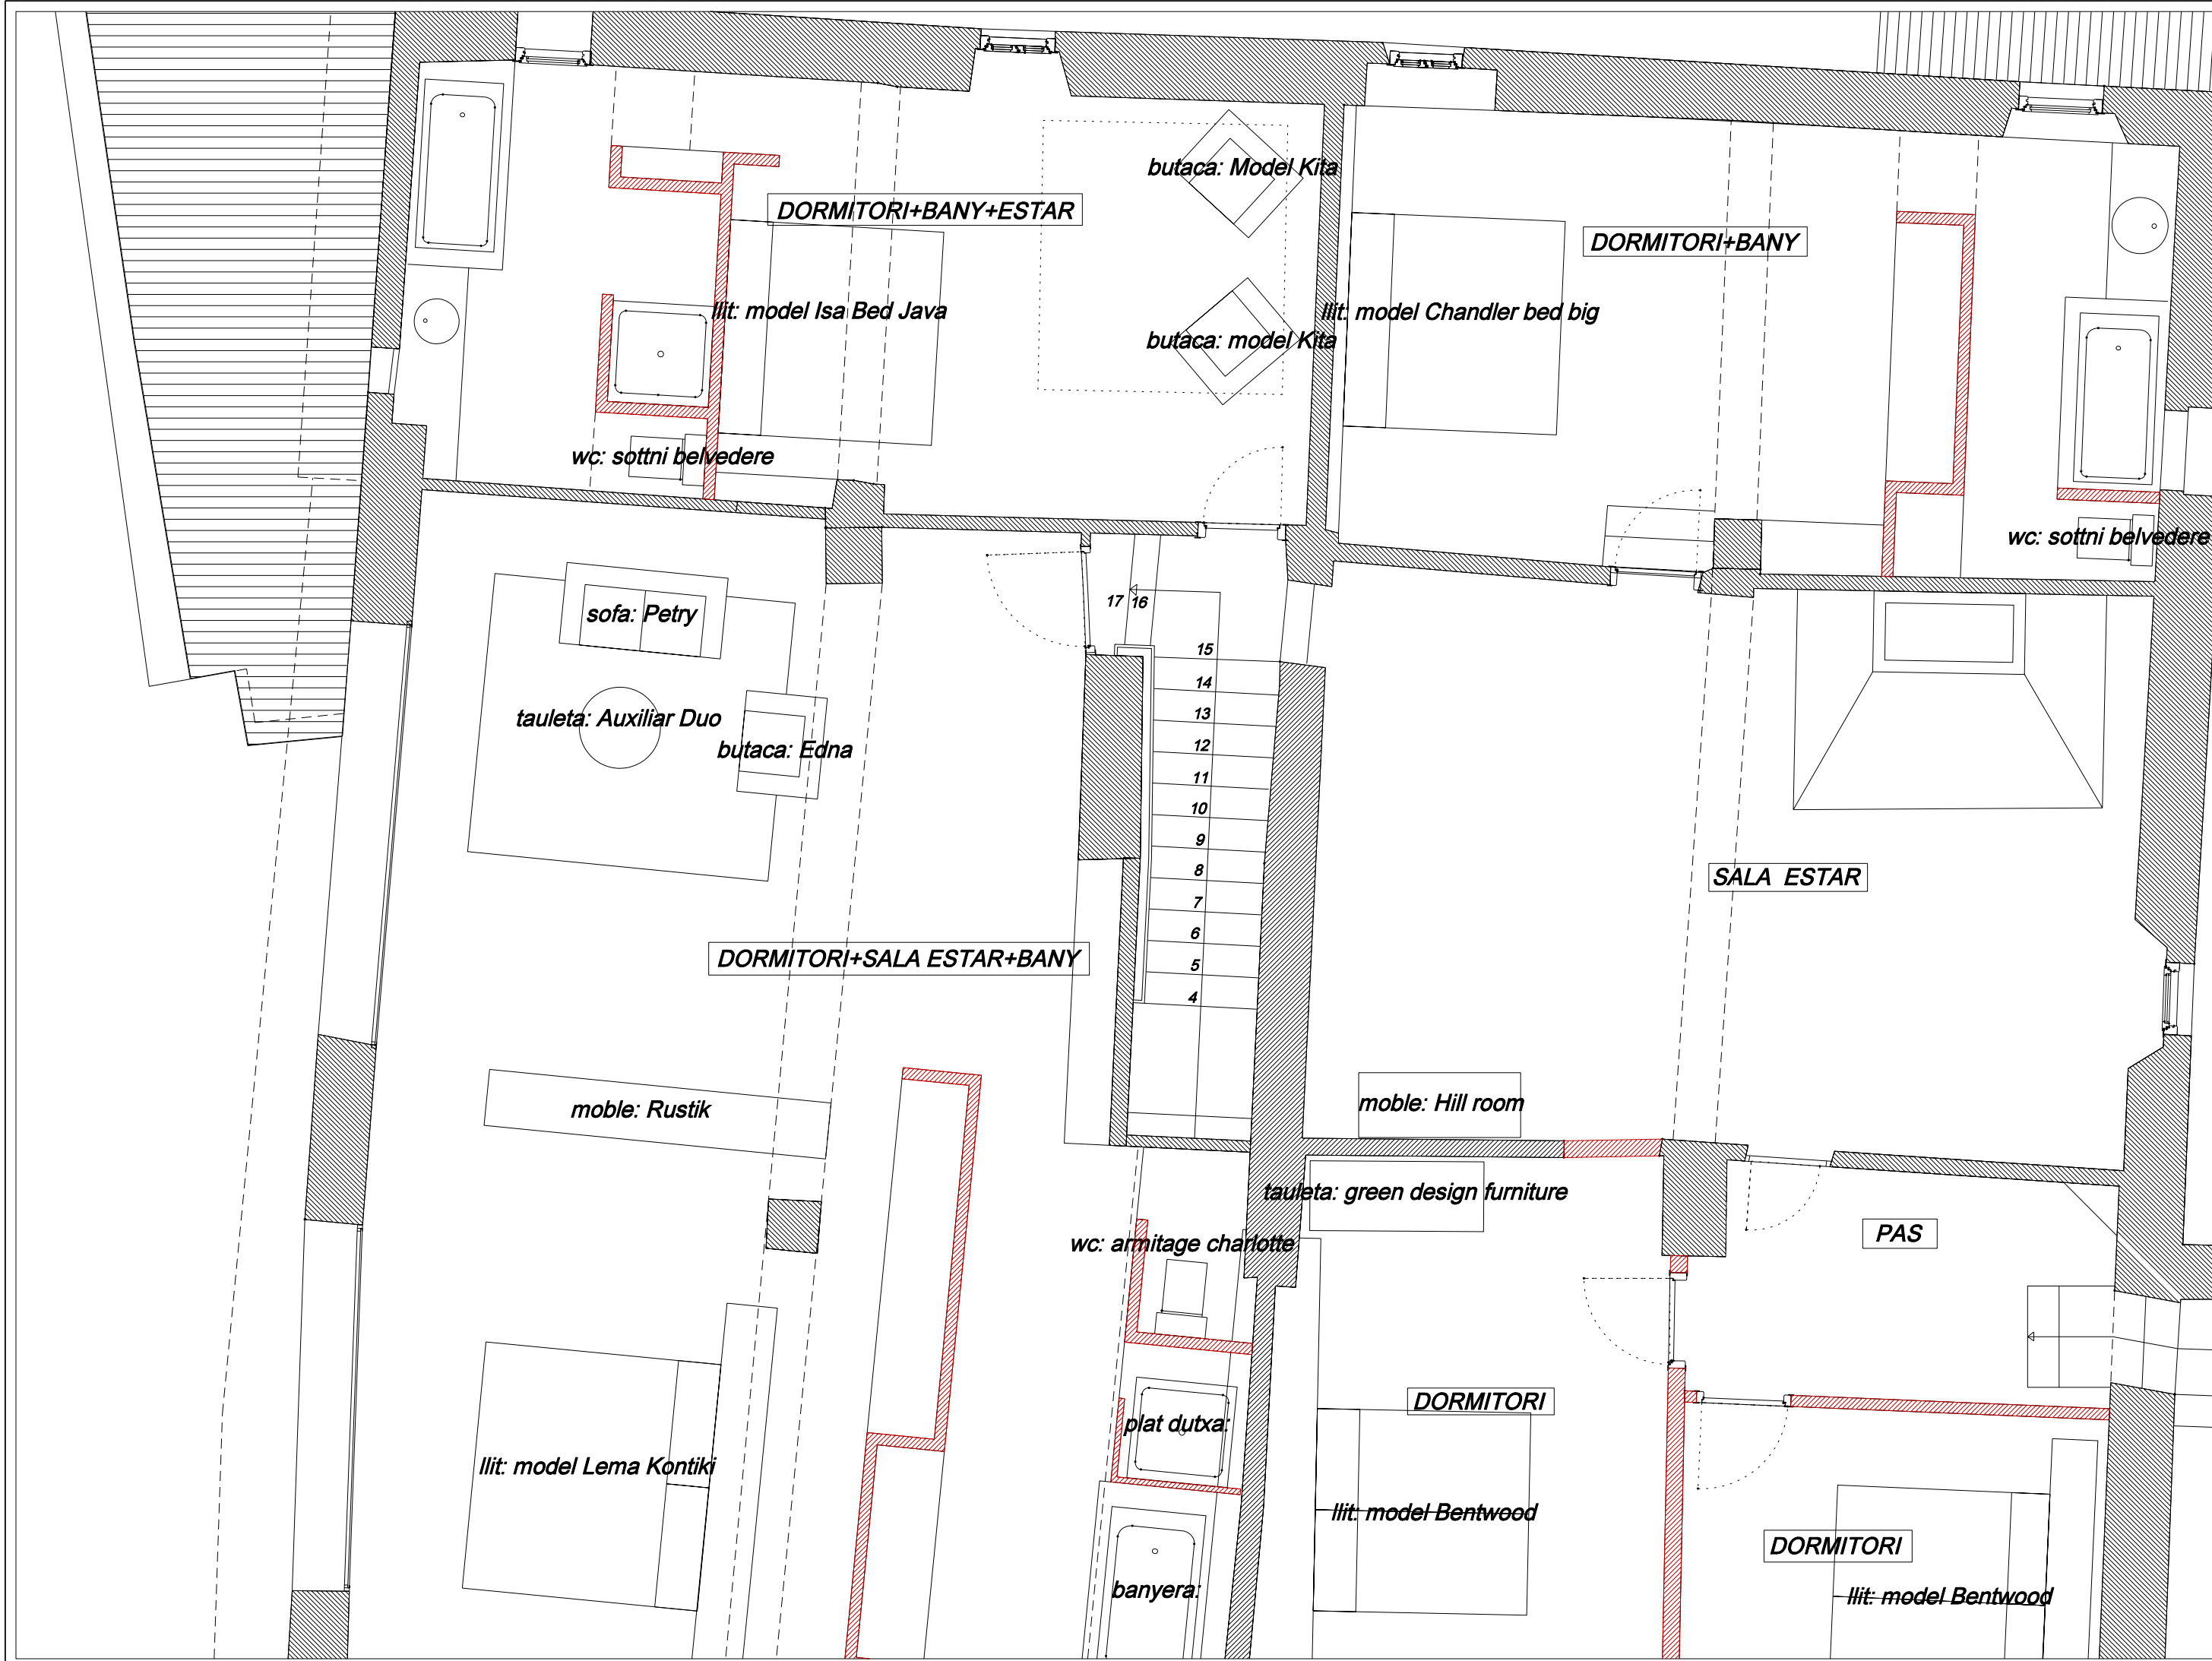 butaca: Model Kita
DORMITORI+BANY+ESTAR
DORMITORI+BANY
llit: model Isa Bed Java
llit: model Chandler bed big
butaca: model Kita
wc: sottni belvedere
wc: sottni belvedere
17 16
sofa: Petry
15
14
13
tauleta: Auxiliar Duo
12
butaca: Edna
11
10
9
8
SALA ESTAR
7
6
DORMITORI+SALA ESTAR+BANY
5
4
moble: Hill room
moble: Rustik
tauleta: green design furniture
PAS
wc: armitage charlotte
DORMITORI
plat dutxa:
llit: model Lema Kontiki
llit: model Bentwood
DORMITORI
banyera:
llit: model Bentwood